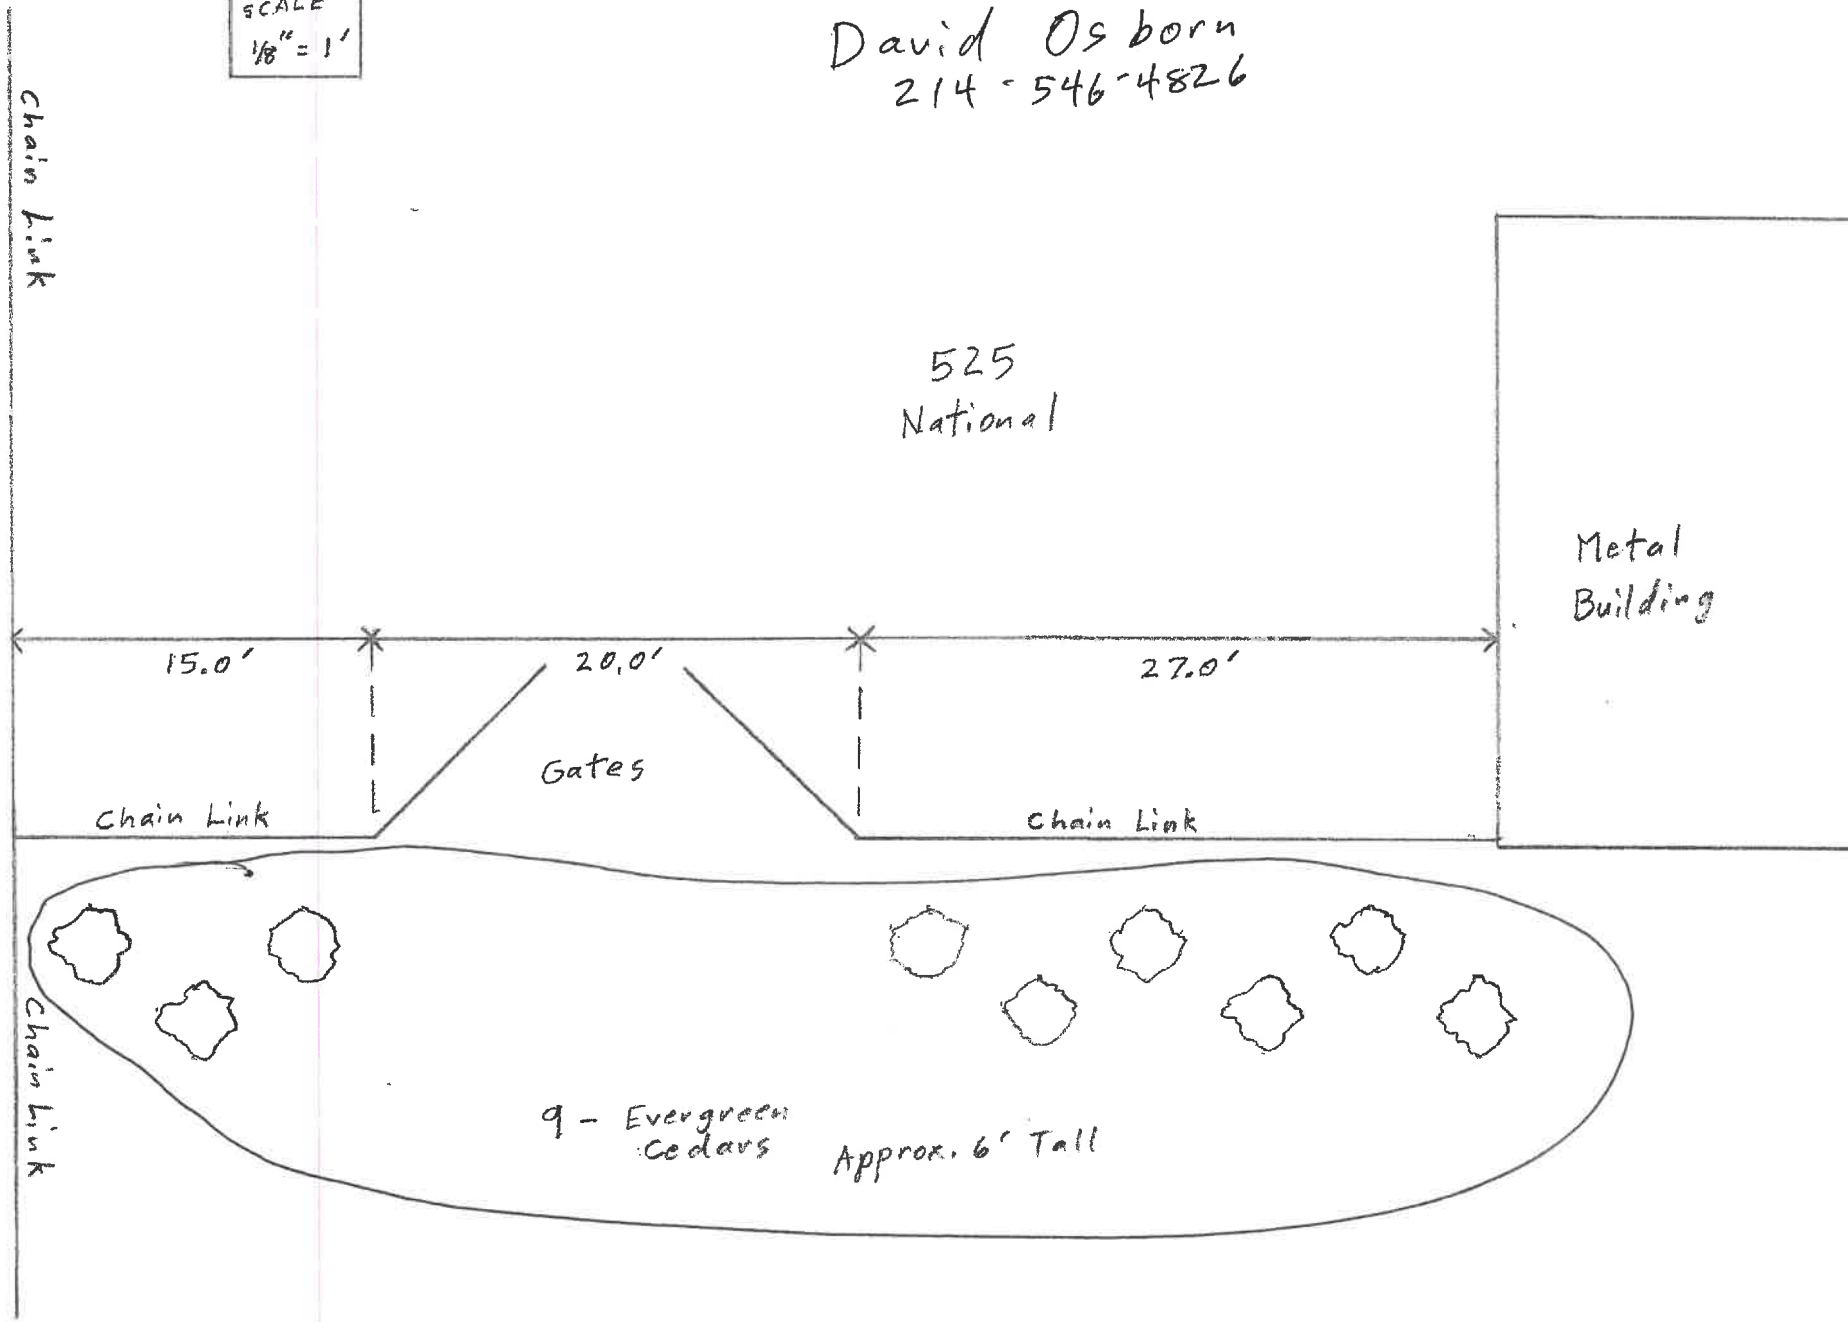 SCALE
1/8" = 1'
David Osborn
214-546-4826
Chain Link
525
National
Metal
Building
15.0'
20.0'
27.0'
Gates
Chain Link
Chain Link
Chain Link
9 - Evergreen
Cedars
Approx. 6' Tall